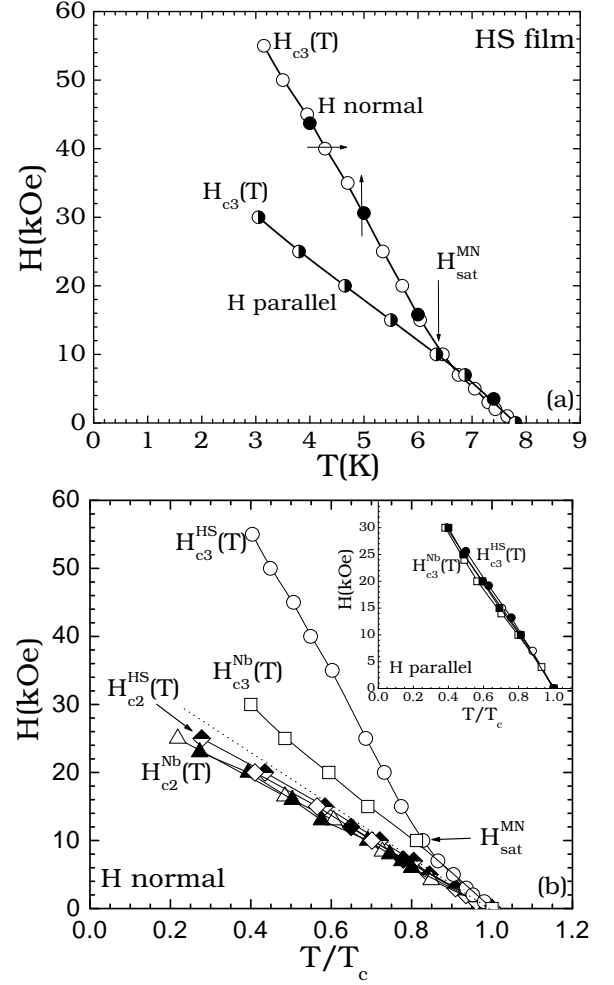 60
50
40
30
20
10
0
H(kOe)
H_c3(T)
HS film
H normal
H_c3(T)
H_sat^MN
H parallel
(a)
0 1 2 3 4 5 6 7 8 9
T(K)
60
50
40
30
20
10
0
H(kOe)
H_c3^HS(T)
H_c3^Nb(T)
H_c2^HS(T)
H_c2^Nb(T)
H_sat^MN
H normal
(b)
0.0 0.2 0.4 0.6 0.8 1.0 1.2
T/T_c
30
25
20
15
10
5
0
H(kOe)
H_c3^HS(T)
H_c3^Nb(T)
H parallel
0.0 0.2 0.4 0.6 0.8 1.0
T/T_c